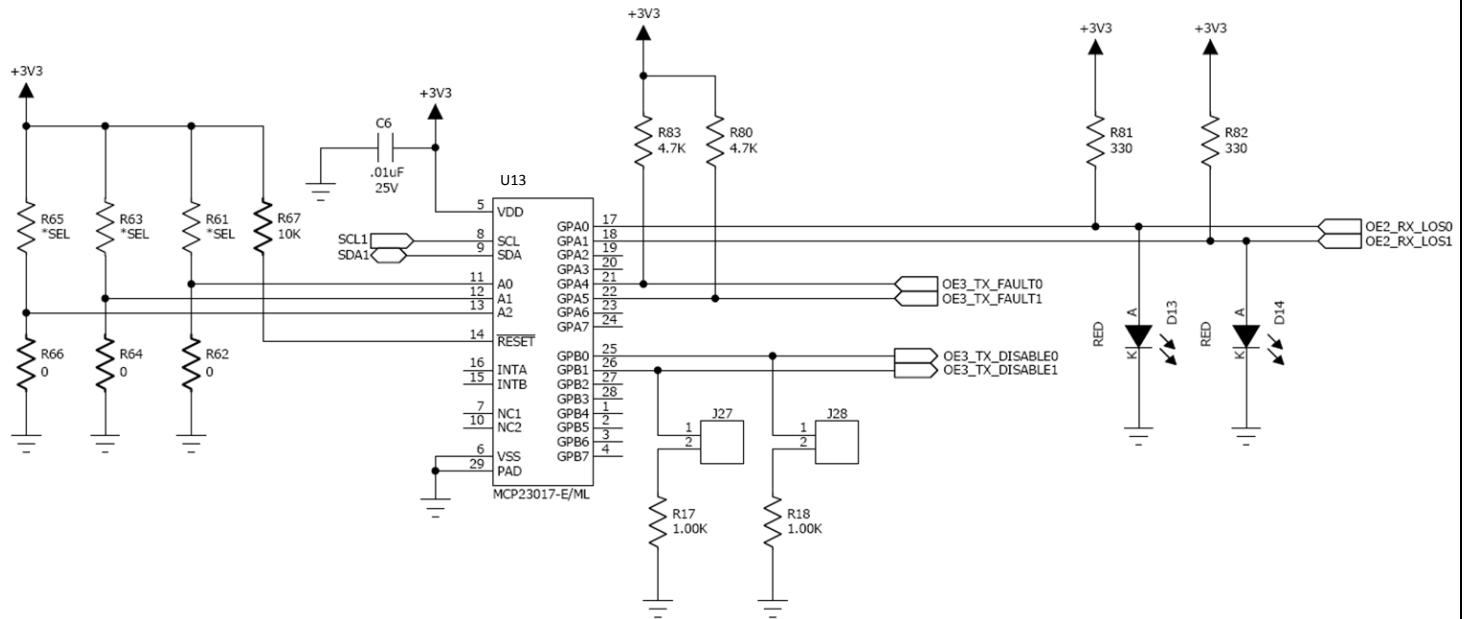 +3V3
+3V3
+3V3
+3V3
+3V3
R65
*SEL
R63
*SEL
R61
*SEL
R67
10K
R66
0
R64
0
R62
0
C6
.01uF
25V
SCL1
SDA1
U13
5 VDD
8 SCL
9 SDA
11 A0
12 A1
13 A2
14 RESET
16 INTA
15 INTB
7 NC1
10 NC2
6 VSS
29 PAD
GPA0 17
GPA1 18
GPA2 19
GPA3 20
GPA4 21
GPA5 22
GPA6 23
GPA7 24
GPB0 25
GPB1 26
GPB2 27
GPB3 28
GPB4 1
GPB5 2
GPB6 3
GPB7 4
MCP23017-E/ML
R83
4.7K
R80
4.7K
R81
330
R82
330
OE2_RX_LOS0
OE2_RX_LOS1
OE3_TX_FAULT0
OE3_TX_FAULT1
OE3_TX_DISABLE0
OE3_TX_DISABLE1
RED
A
K
D13
RED
A
K
D14
J27
1
2
J28
1
2
R17
1.00K
R18
1.00K